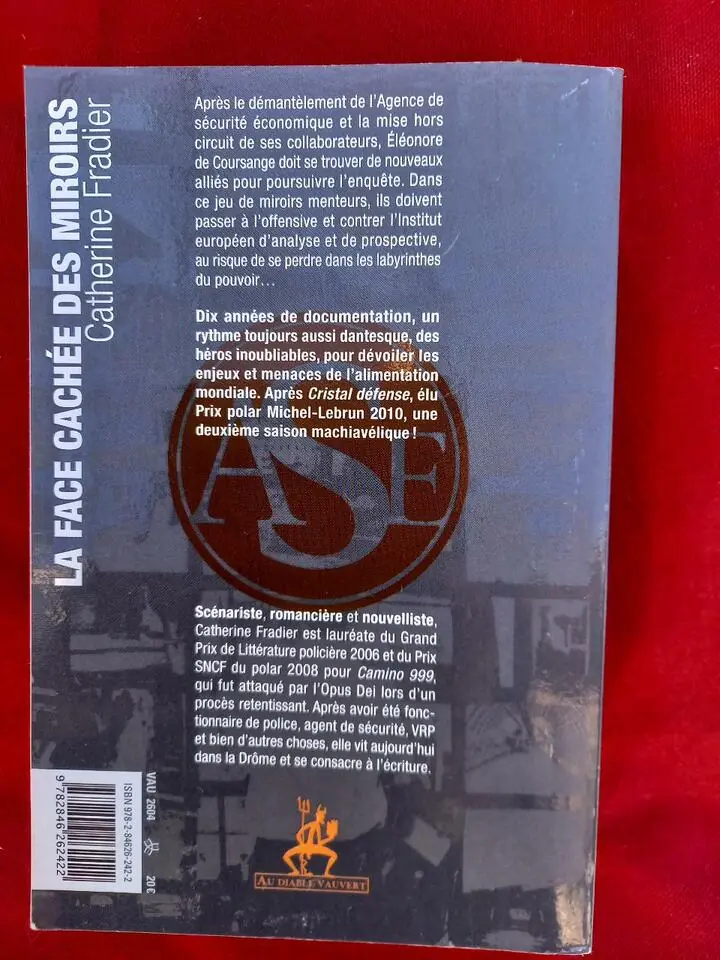 LA FACE CACHÉE DES MIROIRS
Catherine Fradier
Après le démantèlement de l'Agence de
sécurité économique et la mise hors
circuit de ses collaborateurs, Éléonore
de Coursange doit se trouver de nouveaux
alliés pour poursuivre l'enquête. Dans
ce jeu de miroirs menteurs, ils doivent
passer à l'offensive et contrer l'Institut
européen d'analyse et de prospective,
au risque de se perdre dans les labyrinthes
du pouvoir…
Dix années de documentation, un
rythme toujours aussi dantesque, des
héros inoubliables, pour dévoiler les
enjeux et menaces de l'alimentation
mondiale. Après Cristal défense, élu
Prix polar Michel-Lebrun 2010, une
deuxième saison machiavélique !
ASE
Scénariste, romancière et nouvelliste,
Catherine Fradier est lauréate du Grand
Prix de Littérature policière 2006 et du Prix
SNCF du polar 2008 pour Camino 999,
qui fut attaqué par l'Opus Dei lors d'un
procès retentissant. Après avoir été fonc-
tionnaire de police, agent de sécurité, VRP
et bien d'autres choses, elle vit aujourd'hui
dans la Drôme et se consacre à l'écriture.
AU DIABLE VAUVERT
VAU 2604
20 €
ISBN 978-2-84626-242-2
9 782846 262422